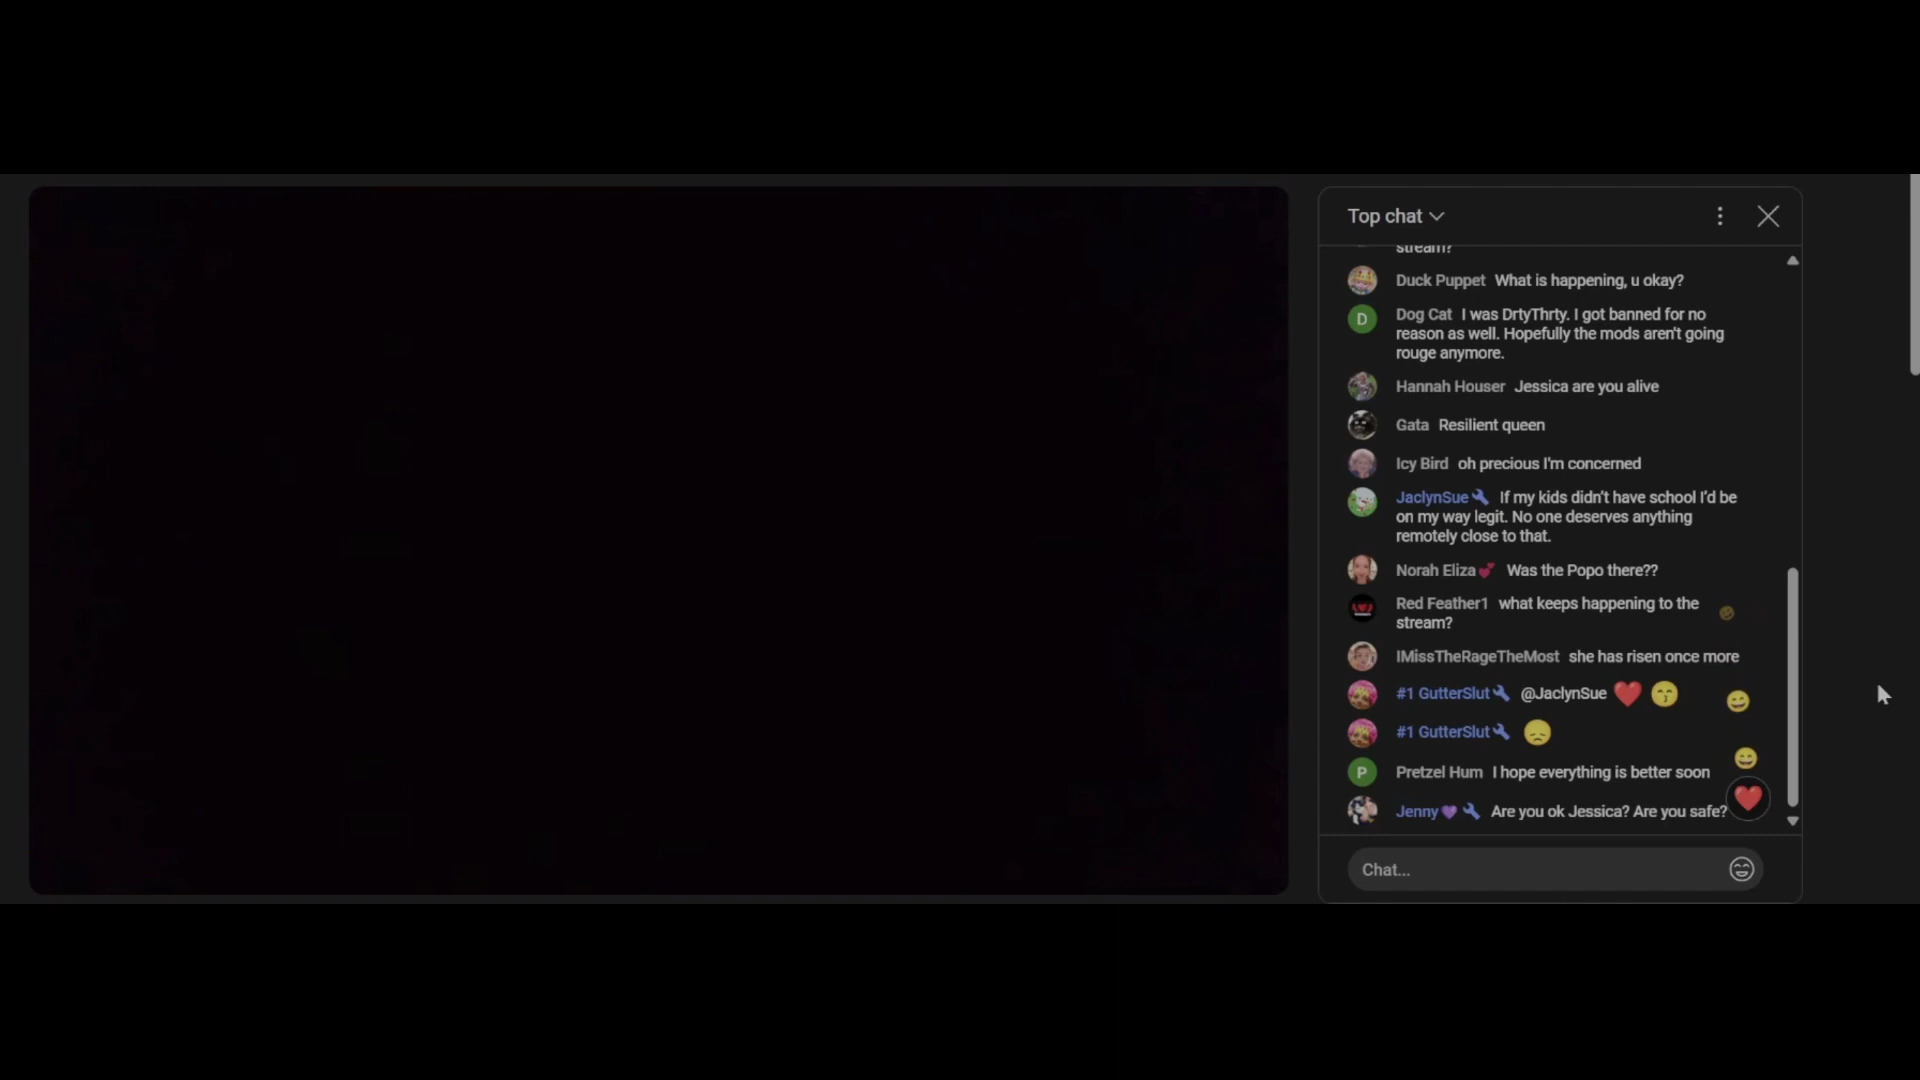 Top chat
stream?
Duck Puppet What is happening, u okay?
D
Dog Cat I was DrtyThrty. I got banned for no
reason as well. Hopefully the mods aren't going
rouge anymore.
Hannah Houser Jessica are you alive
Gata Resilient queen
Icy Bird oh precious I'm concerned
JaclynSue If my kids didn't have school I'd be
on my way legit. No one deserves anything
remotely close to that.
Norah Eliza💕 Was the Popo there??
Red Feather1 what keeps happening to the
stream?
IMissTheRageTheMost she has risen once more
#1 GutterSlut @JaclynSue ❤️ 😙
#1 GutterSlut 😞
P
Pretzel Hum I hope everything is better soon
Jenny💜 Are you ok Jessica? Are you safe?
Chat...